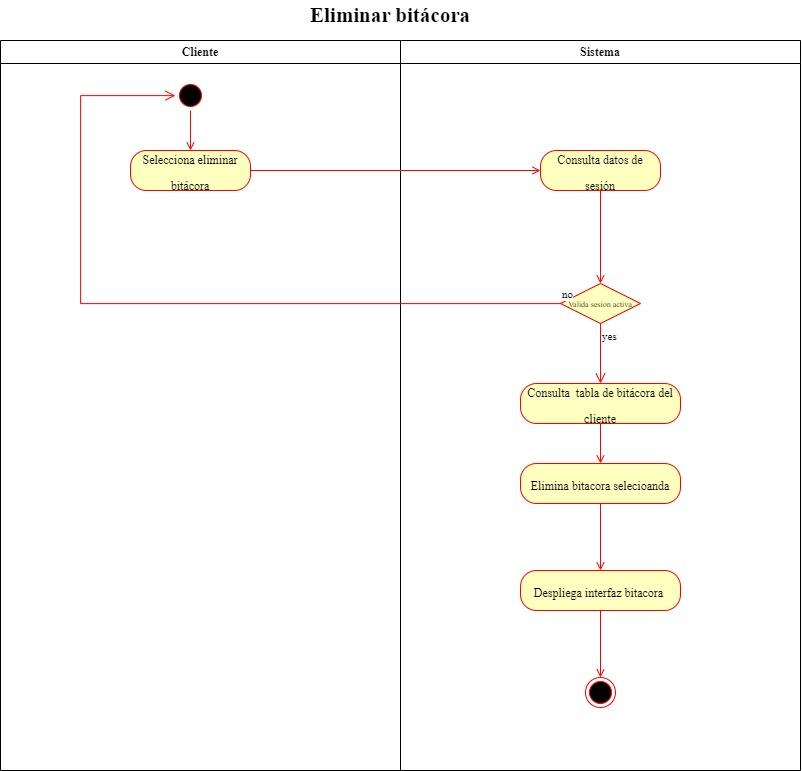 Eliminar bitácora
Cliente
Sistema
Selecciona eliminar
bitácora
Consulta datos de
sesión
no
Valida sesion activa
yes
Consulta  tabla de bitácora del
cliente
Elimina bitacora selecioanda
Despliega interfaz bitacora